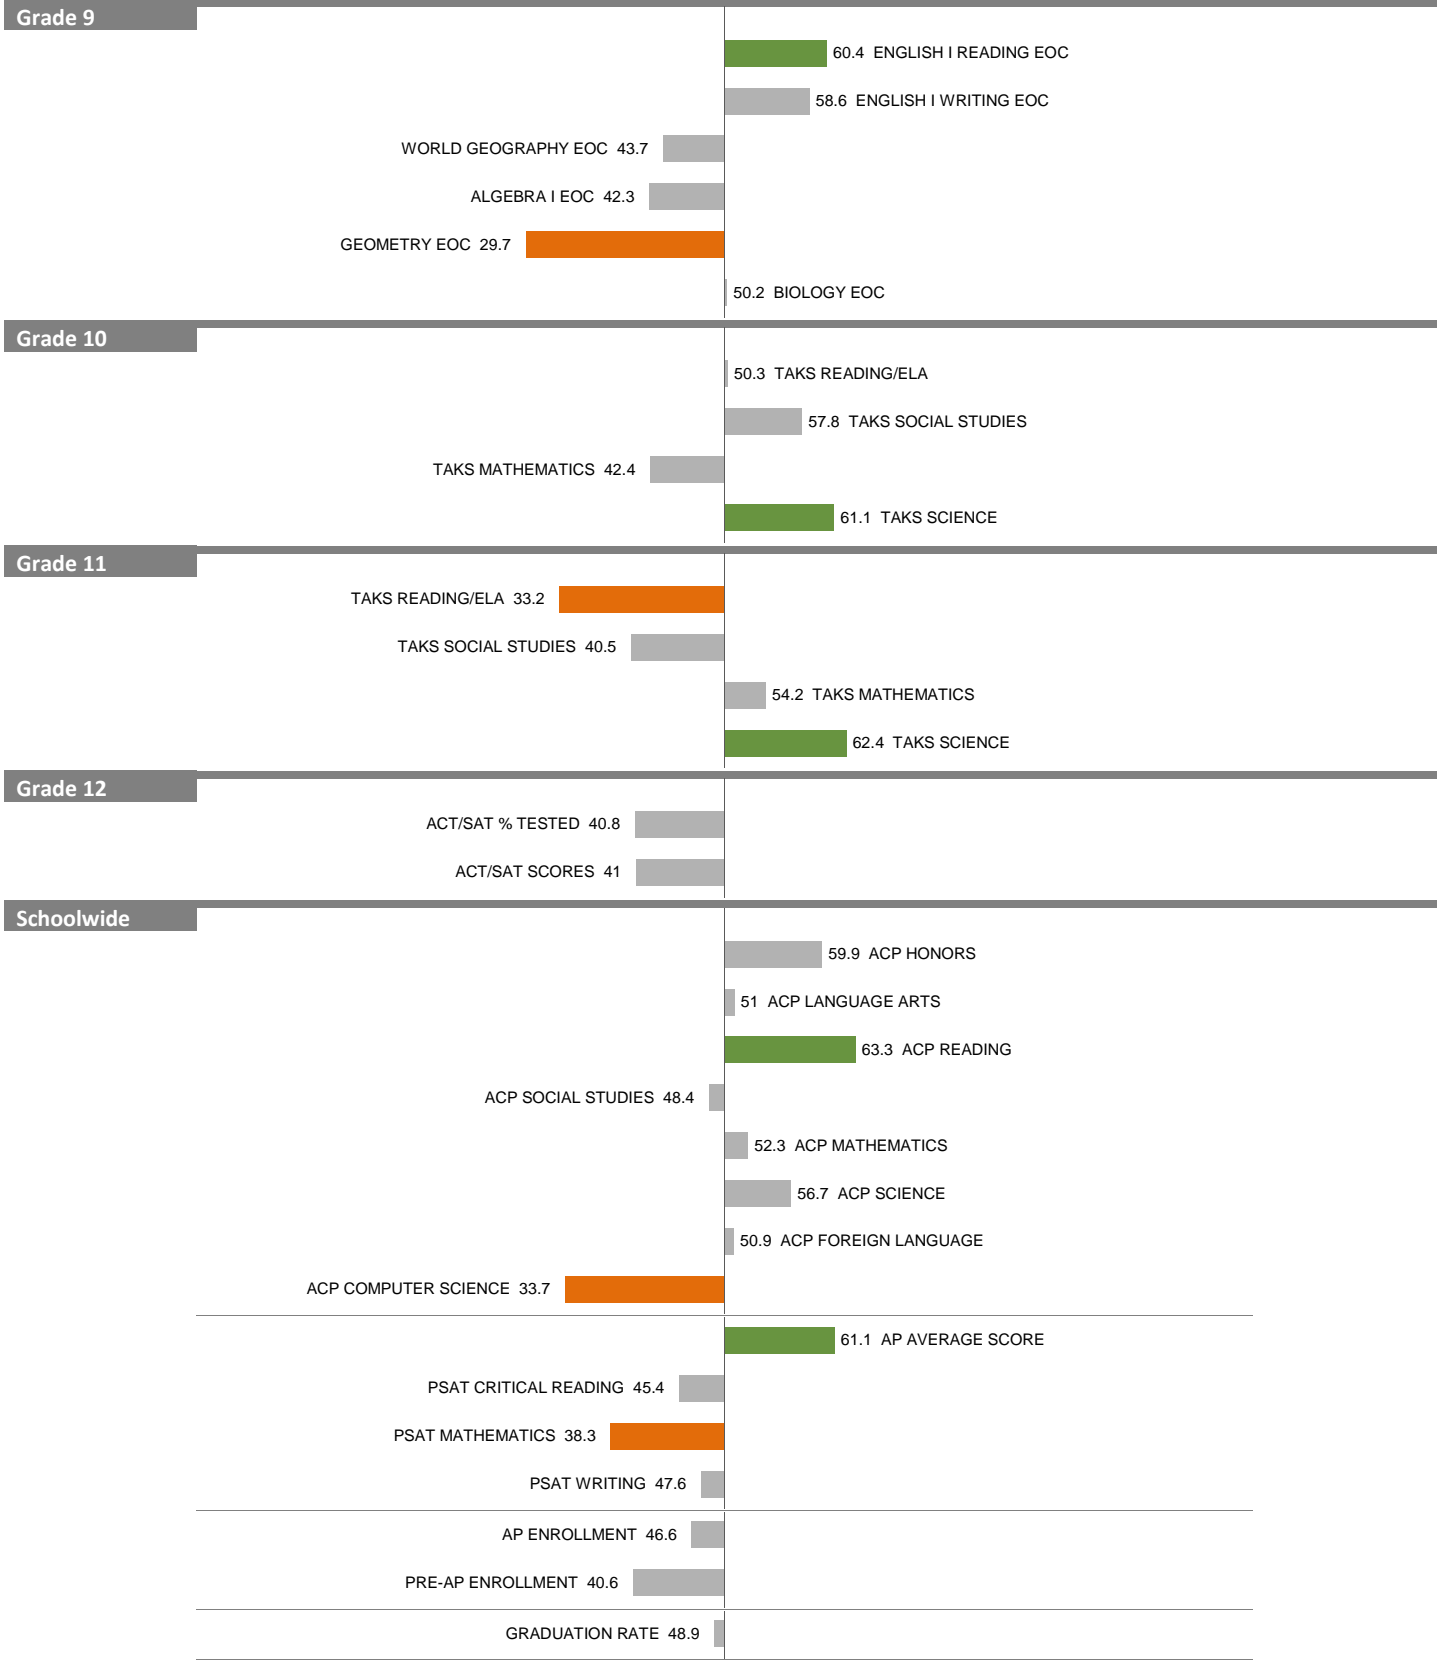 Grade 9
60.4 ENGLISH I READING EOC
58.6 ENGLISH I WRITING EOC
WORLD GEOGRAPHY EOC 43.7
ALGEBRA I EOC 42.3
GEOMETRY EOC 29.7
50.2 BIOLOGY EOC
Grade 10
50.3 TAKS READING/ELA
57.8 TAKS SOCIAL STUDIES
TAKS MATHEMATICS 42.4
61.1 TAKS SCIENCE
Grade 11
TAKS READING/ELA 33.2
TAKS SOCIAL STUDIES 40.5
54.2 TAKS MATHEMATICS
62.4 TAKS SCIENCE
Grade 12
ACT/SAT % TESTED 40.8
ACT/SAT SCORES 41
Schoolwide
59.9 ACP HONORS
51 ACP LANGUAGE ARTS
63.3 ACP READING
ACP SOCIAL STUDIES 48.4
52.3 ACP MATHEMATICS
56.7 ACP SCIENCE
50.9 ACP FOREIGN LANGUAGE
ACP COMPUTER SCIENCE 33.7
61.1 AP AVERAGE SCORE
PSAT CRITICAL READING 45.4
PSAT MATHEMATICS 38.3
PSAT WRITING 47.6
AP ENROLLMENT 46.6
PRE-AP ENROLLMENT 40.6
GRADUATION RATE 48.9